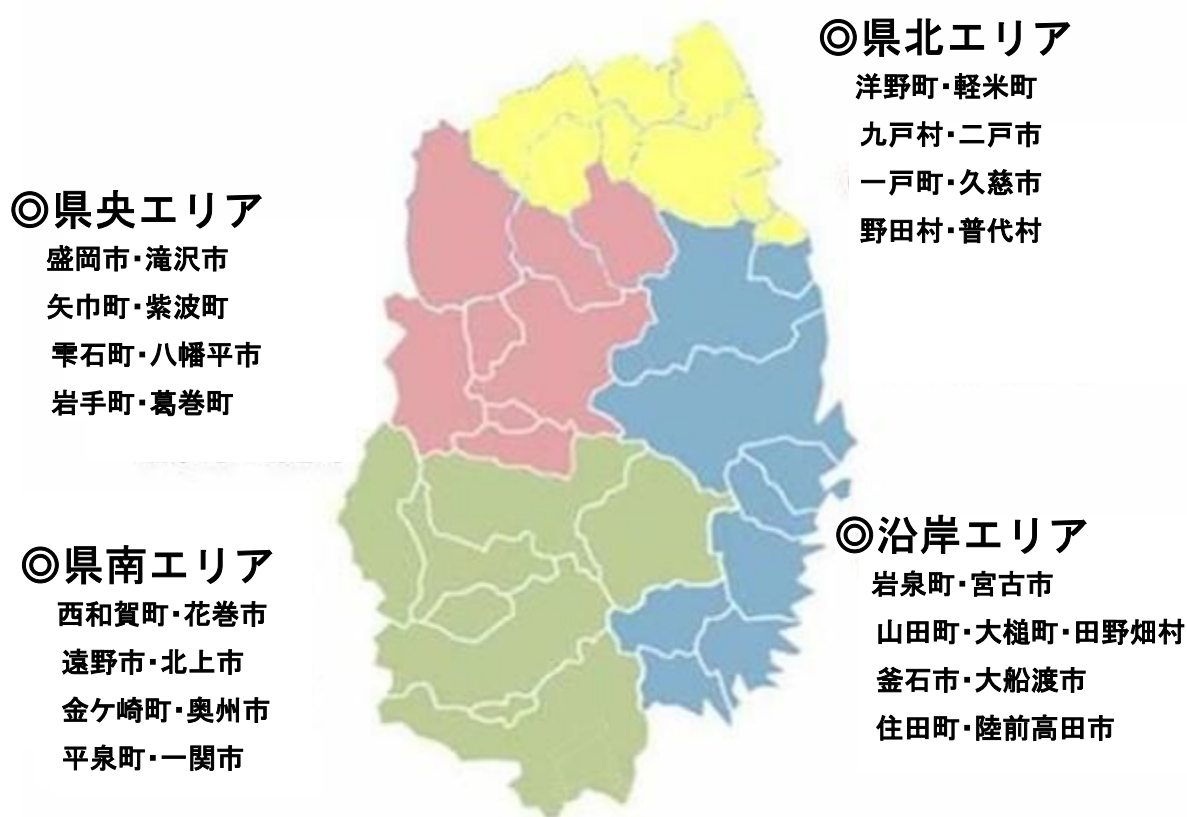 ◎県北エリア
洋野町・軽米町
九戸村・二戸市
一戸町・久慈市
野田村・普代村
◎県央エリア
盛岡市・滝沢市
矢巾町・紫波町
雫石町・八幡平市
岩手町・葛巻町
◎県南エリア
西和賀町・花巻市
遠野市・北上市
金ケ崎町・奥州市
平泉町・一関市
◎沿岸エリア
岩泉町・宮古市
山田町・大槌町・田野畑村
釜石市・大船渡市
住田町・陸前高田市